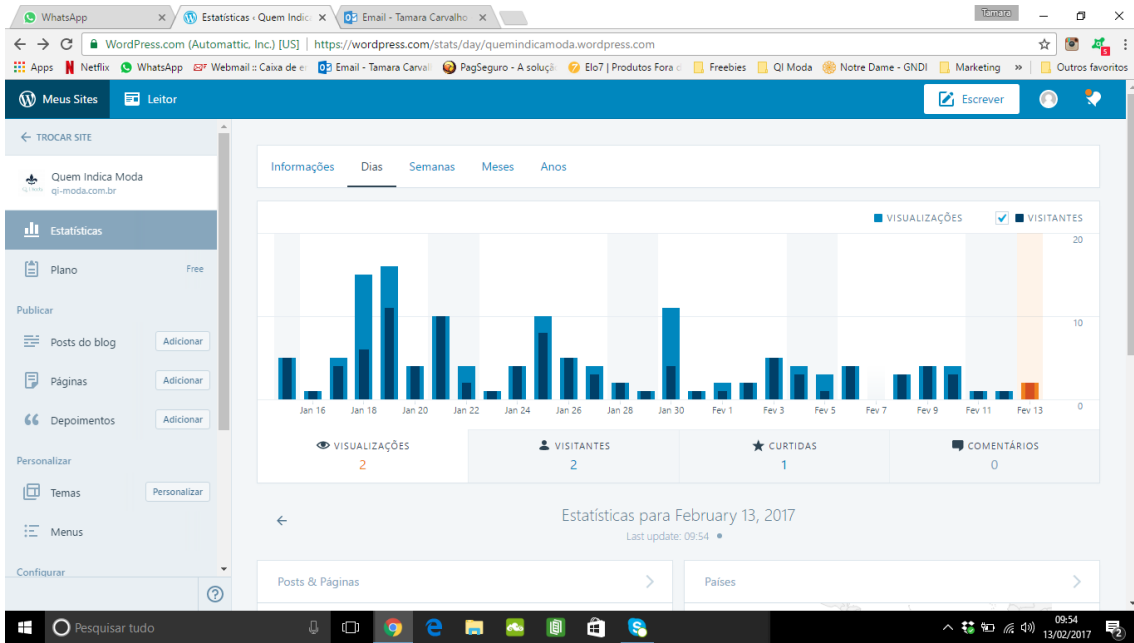 WhatsApp
Estatísticas ‹ Quem Indic
Email - Tamara Carvalho
Tamara
WordPress.com (Automattic, Inc.) [US] https://wordpress.com/stats/day/quemindicamoda.wordpress.com
Apps Netflix WhatsApp Webmail :: Caixa de e Email - Tamara Carval PagSeguro - A soluçã Elo7 | Produtos Fora d Freebies QI Moda Notre Dame - GNDI Marketing » Outros favoritos
Meus Sites Leitor Escrever
TROCAR SITE
Quem Indica Moda
qi-moda.com.br
Estatísticas
Plano Free
Publicar
Posts do blog Adicionar
Páginas Adicionar
Depoimentos Adicionar
Personalizar
Temas Personalizar
Menus
Configurar
Informações Dias Semanas Meses Anos
VISUALIZAÇÕES VISITANTES
20
10
0
Jan 16 Jan 18 Jan 20 Jan 22 Jan 24 Jan 26 Jan 28 Jan 30 Fev 1 Fev 3 Fev 5 Fev 7 Fev 9 Fev 11 Fev 13
VISUALIZAÇÕES VISITANTES CURTIDAS COMENTÁRIOS
2 2 1 0
Estatísticas para February 13, 2017
Last update: 09:54
Posts & Páginas Países
Pesquisar tudo
09:54
13/02/2017